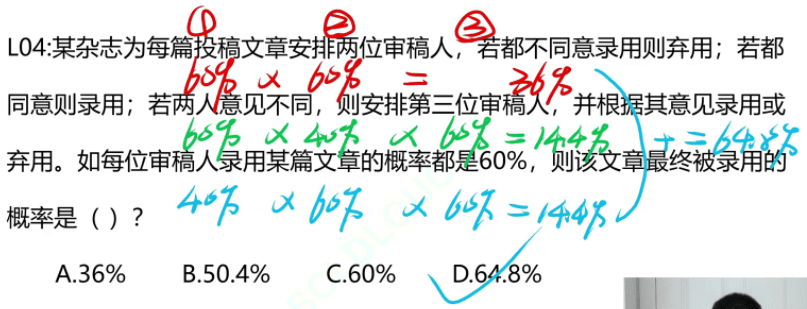 ① ② ③
L04:某杂志为每篇投稿文章安排两位审稿人，若都不同意录用则弃用；若都
60% × 60% = 36%
同意则录用；若两人意见不同，则安排第三位审稿人，并根据其意见录用或
60% × 40% × 60% = 14.4% + = 64.8%
弃用。如每位审稿人录用某篇文章的概率都是60%，则该文章最终被录用的
40% × 60% × 60% = 14.4%
概率是（ ）？
A.36% B.50.4% C.60% D.64.8%